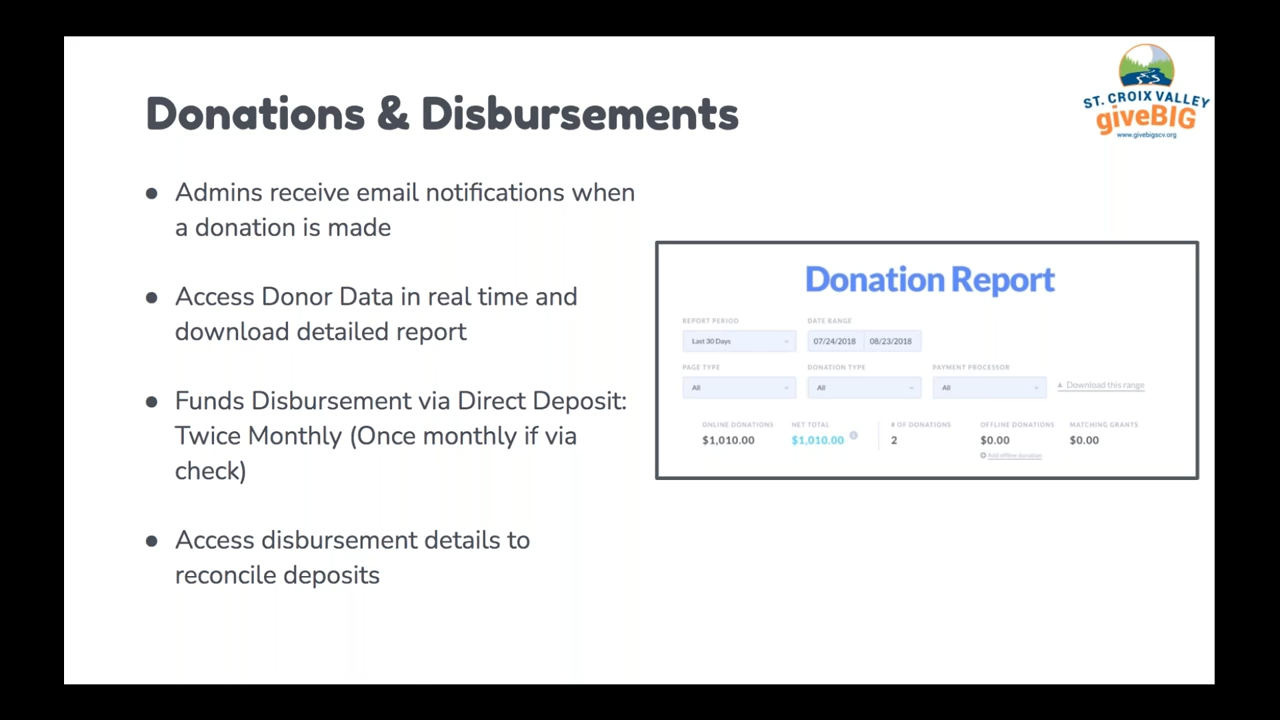 ST. CROIX VALLEY
giveBIG
www.givebigscv.org
Donations & Disbursements
● Admins receive email notifications when
a donation is made
● Access Donor Data in real time and
download detailed report
● Funds Disbursement via Direct Deposit:
Twice Monthly (Once monthly if via
check)
● Access disbursement details to
reconcile deposits
Donation Report
REPORT PERIOD DATE RANGE
Last 30 Days 07/24/2018 08/23/2018
PAGE TYPE DONATION TYPE PAYMENT PROCESSOR
All All All Download this range
ONLINE DONATIONS NET TOTAL # OF DONATIONS OFFLINE DONATIONS MATCHING GRANTS
$1,010.00 $1,010.00 2 $0.00 $0.00
Add offline donation